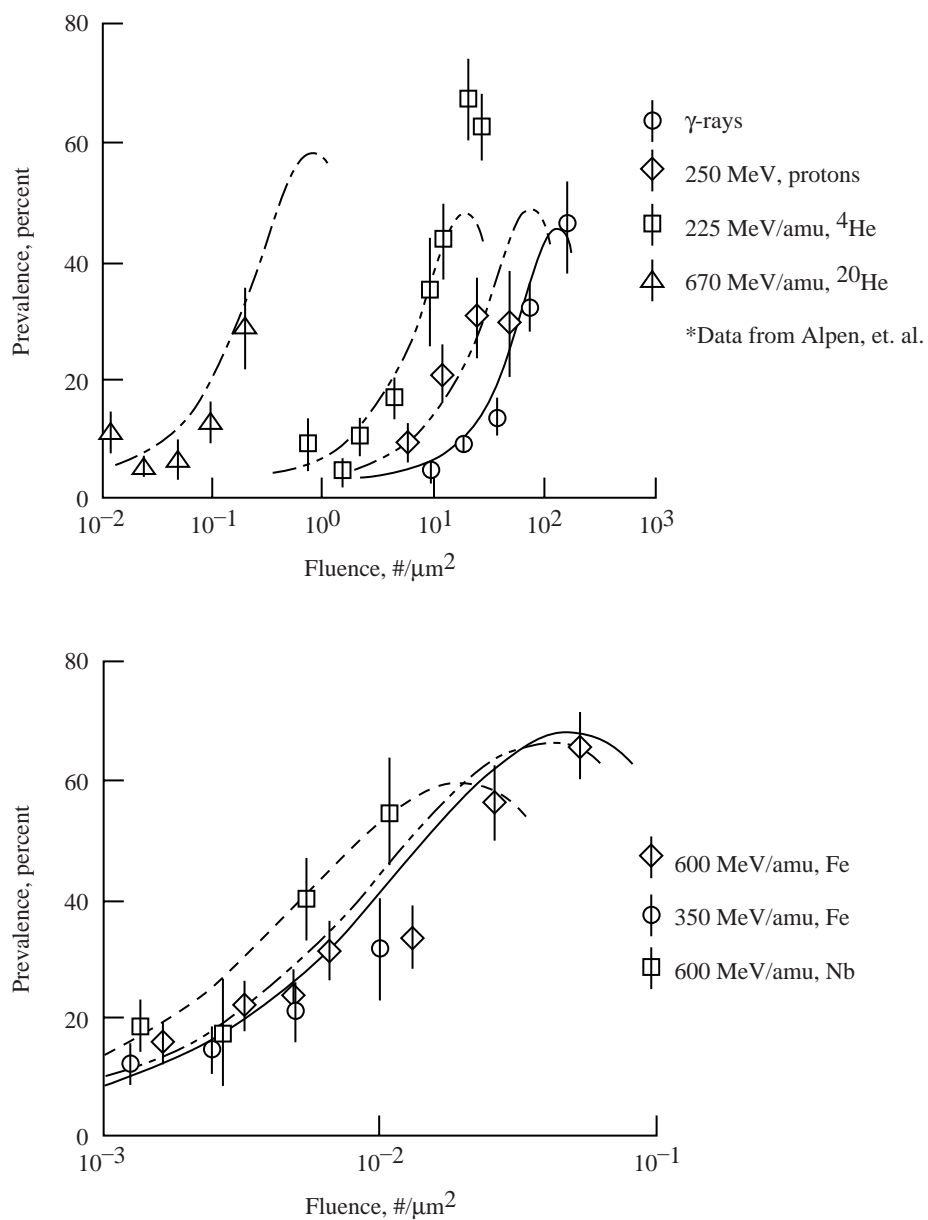 80
60
40
20
0
Prevalence, percent
10⁻²
10⁻¹
10⁰
10¹
10²
10³
Fluence, #/μm²
γ-rays
250 MeV, protons
225 MeV/amu, ⁴He
670 MeV/amu, ²⁰He
*Data from Alpen, et. al.
80
60
40
20
0
Prevalence, percent
10⁻³
10⁻²
10⁻¹
Fluence, #/μm²
600 MeV/amu, Fe
350 MeV/amu, Fe
600 MeV/amu, Nb